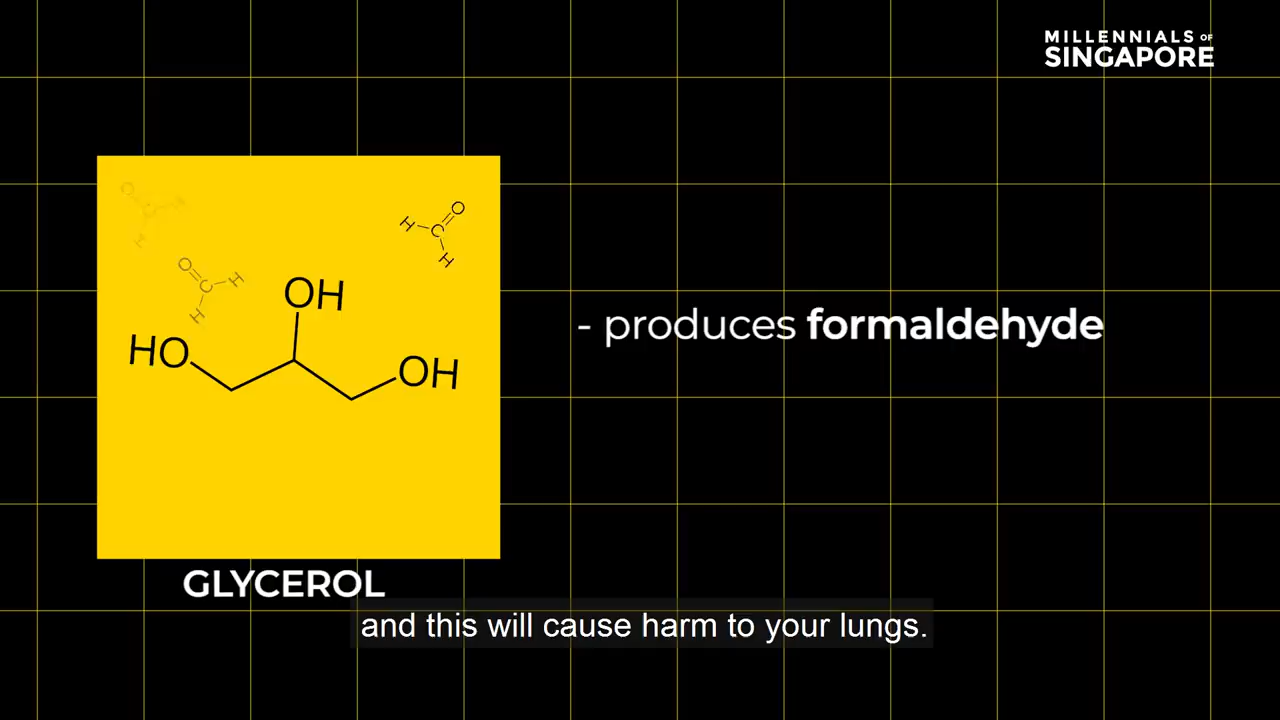 MILLENNIALS OF
SINGAPORE
O
C
H
H
H
C
O
H
O
C
H
H
OH
HO
OH
- produces formaldehyde
GLYCEROL
and this will cause harm to your lungs.